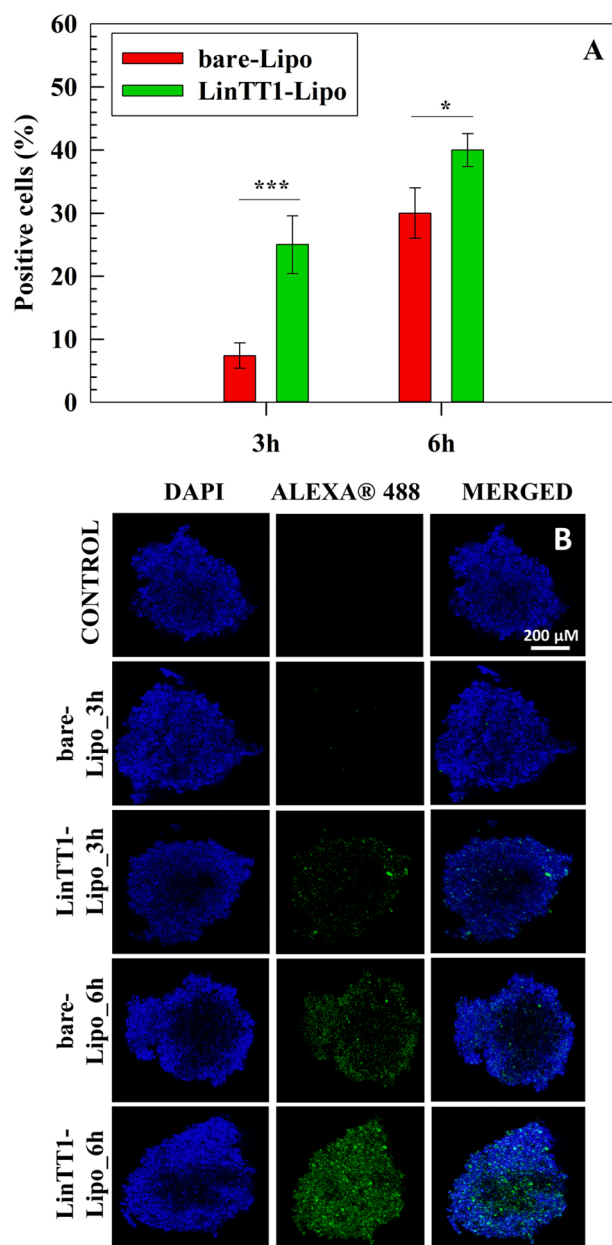 A
bare-Lipo
LinTT1-Lipo
Positive cells (%)
60
50
40
30
20
10
0
***
*
3h
6h
DAPI
ALEXA® 488
MERGED
B
CONTROL
200 µM
bare-
Lipo_3h
LinTT1-
Lipo_3h
bare-
Lipo_6h
LinTT1-
Lipo_6h